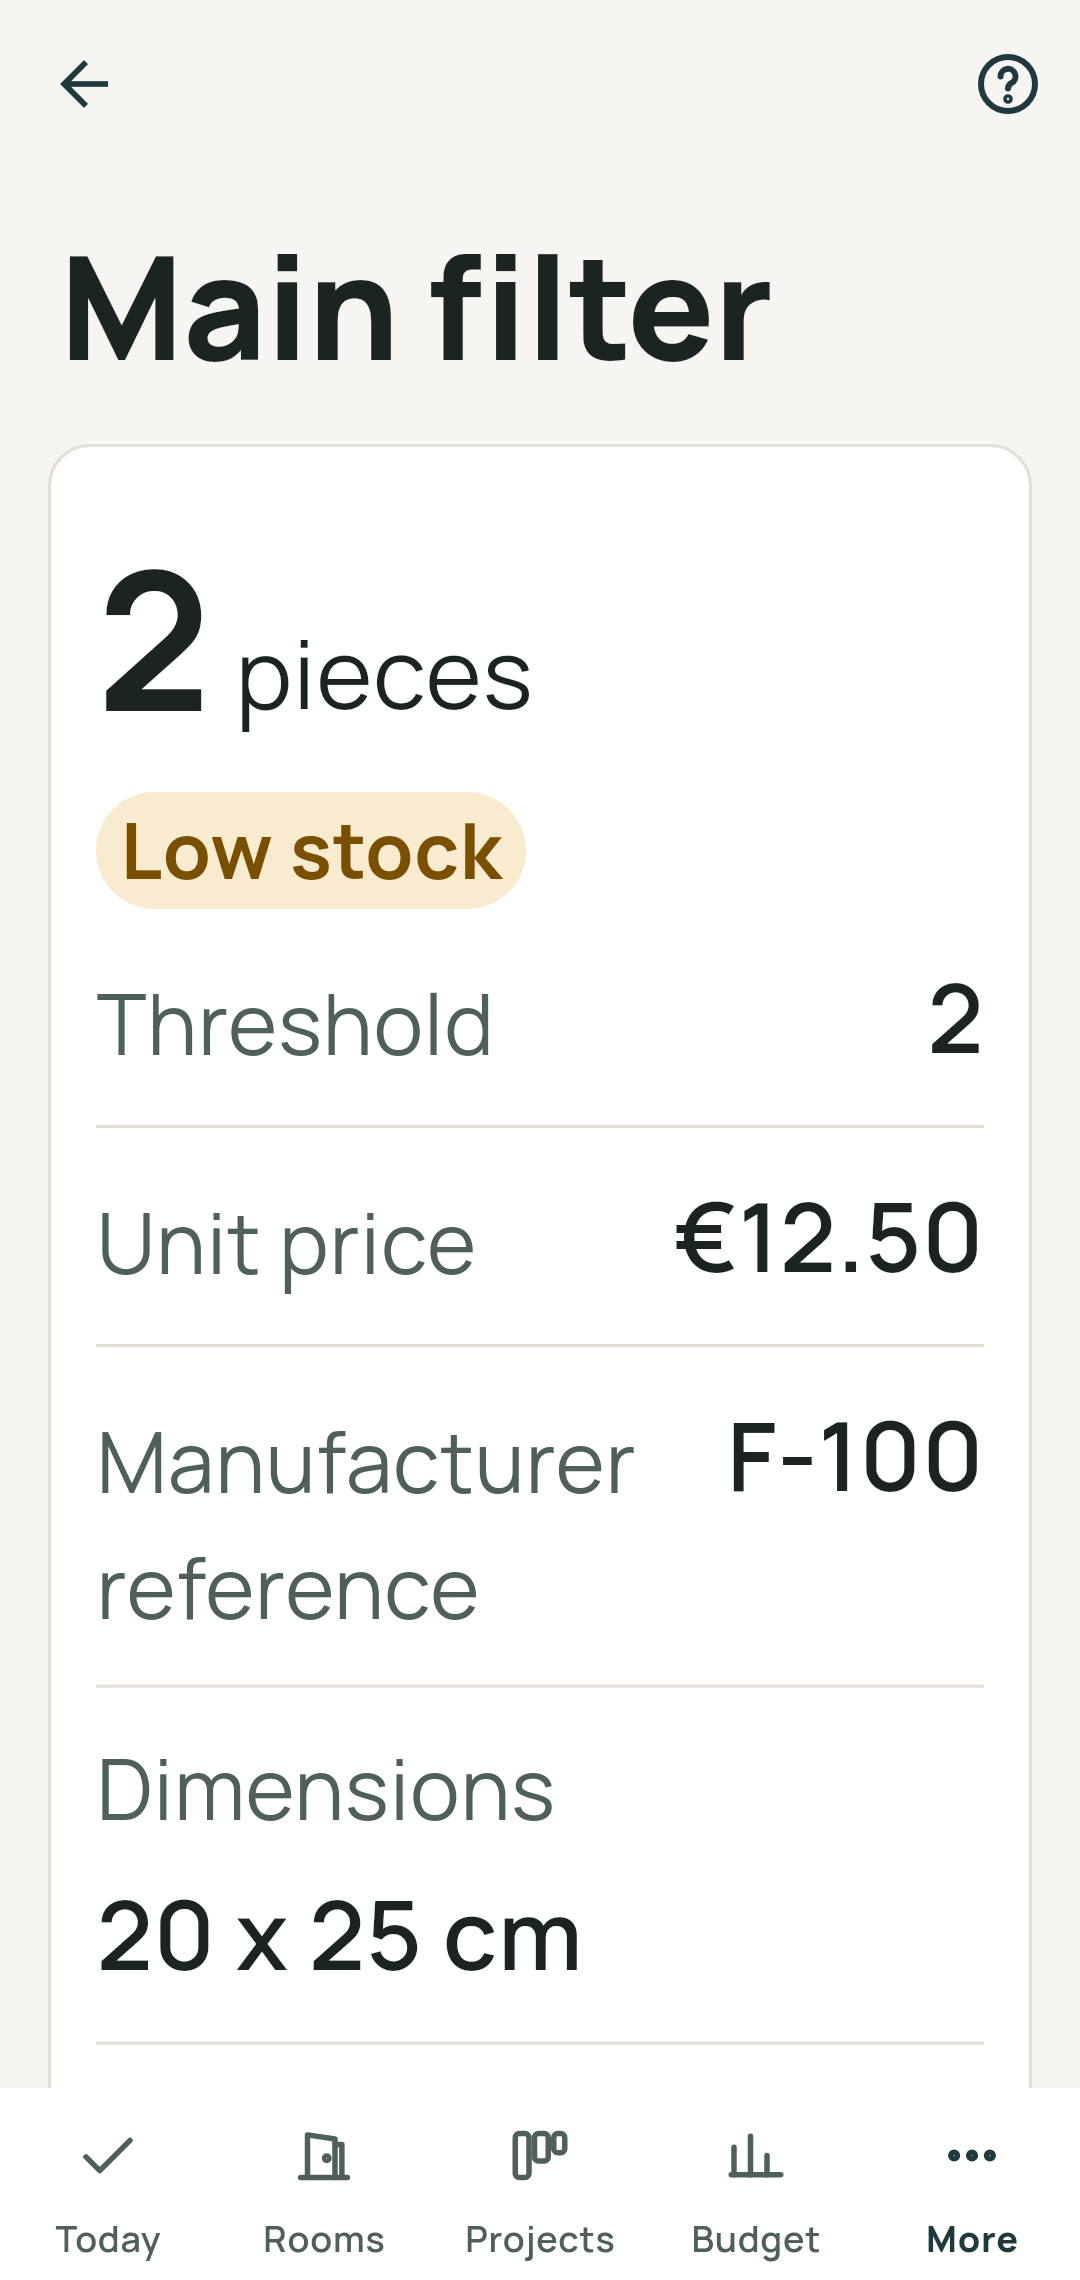 Main filter
2 pieces
Low stock
Threshold 2
Unit price €12.50
Manufacturer F-100
reference
Dimensions
20 x 25 cm
Today Rooms Projects Budget More